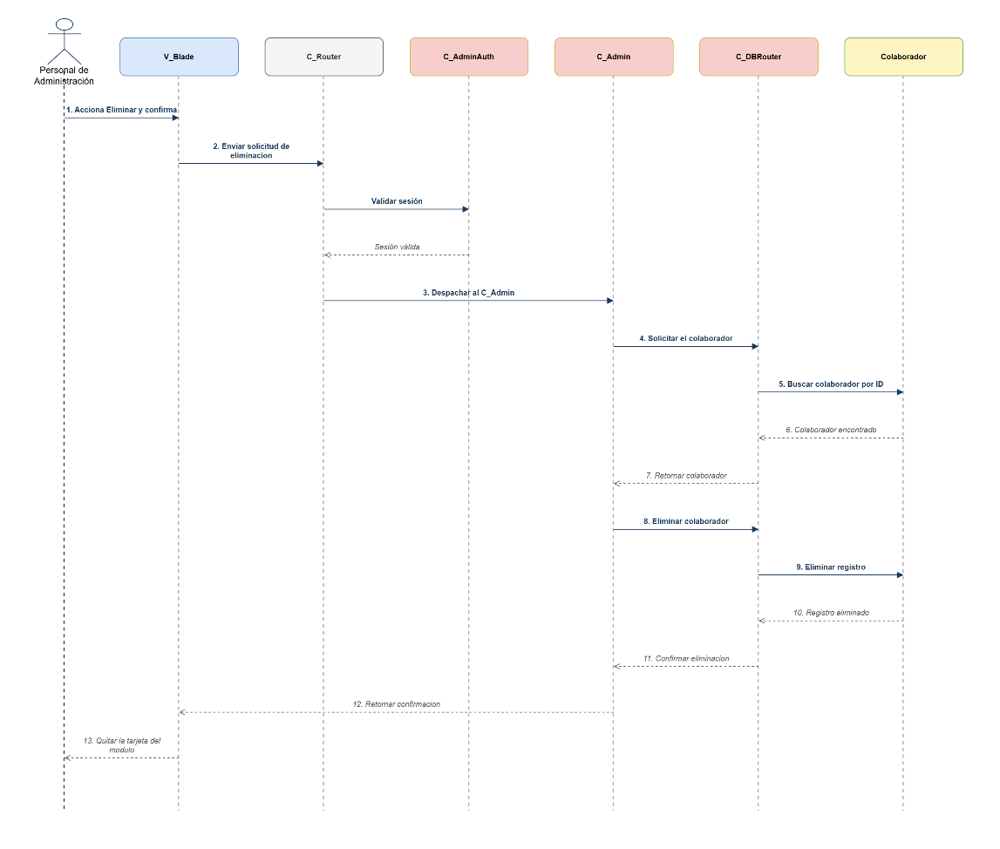 Personal de
Administración
V_Blade
C_Router
C_AdminAuth
C_Admin
C_DBRouter
Colaborador
1. Acciona Eliminar y confirma
2. Enviar solicitud de
eliminacion
Validar sesión
Sesión válida
3. Despachar al C_Admin
4. Solicitar el colaborador
5. Buscar colaborador por ID
6. Colaborador encontrado
7. Retornar colaborador
8. Eliminar colaborador
9. Eliminar registro
10. Registro eliminado
11. Confirmar eliminacion
12. Retornar confirmacion
13. Quitar la tarjeta del
modulo